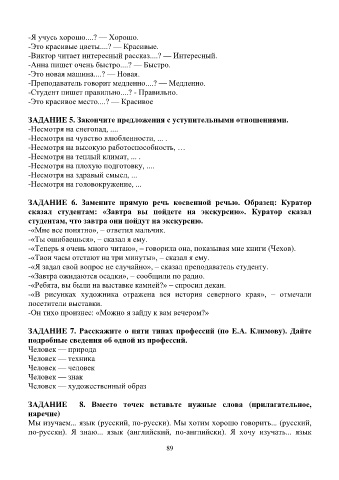 -Я учусь хорошо....? — Хорошо.
-Это красивые цветы....? — Красивые.
-Виктор читает интересный рассказ....? — Интересный.
-Анна пишет очень быстро....? — Быстро.
-Это новая машина....? — Новая.
-Преподаватель говорит медленно....? — Медленно.
-Студент пишет правильно....? - Правильно.
-Это красивое место....? — Красивое
ЗАДАНИЕ 5. Закончите предложения с уступительными отношениями.
-Несмотря на снегопад, ....
-Несмотря на чувство влюбленности, ... .
-Несмотря на высокую работоспособность, …
-Несмотря на теплый климат, ... .
-Несмотря на плохую подготовку, ....
-Несмотря на здравый смысл, ...
-Несмотря на головокружение, ...
ЗАДАНИЕ 6. Замените прямую речь косвенной речью. Образец: Куратор
сказал студентам: «Завтра вы пойдете на экскурсию». Куратор сказал
студентам, что завтра они пойдут на экскурсию.
-«Мне все понятно», – ответил мальчик.
-«Ты ошибаешься», – сказал я ему.
-«Теперь я очень много читаю», – говорила она, показывая мне книги (Чехов).
-«Твои часы отстают на три минуты», – сказал я ему.
-«Я задал свой вопрос не случайно», – сказал преподаватель студенту.
-«Завтра ожидаются осадки», – сообщили по радио.
-«Ребята, вы были на выставке камней?» – спросил декан.
-«В рисунках художника отражена вся история северного края», – отмечали
посетители выставки.
-Он тихо произнес: «Можно я зайду к вам вечером?»
ЗАДАНИЕ 7. Расскажите о пяти типах профессий (по Е.А. Климову). Дайте
подробные сведения об одной из профессий.
Человек — природа
Человек — техника
Человек — человек
Человек — знак
Человек — художественный образ
ЗАДАНИЕ 8. Вместо точек вставьте нужные слова (прилагательное,
наречие)
Мы изучаем... язык (русский, по-русски). Мы хотим хорошо говорить... (русский,
по-русски). Я знаю... язык (английский, по-английски). Я хочу изучать... язык
89